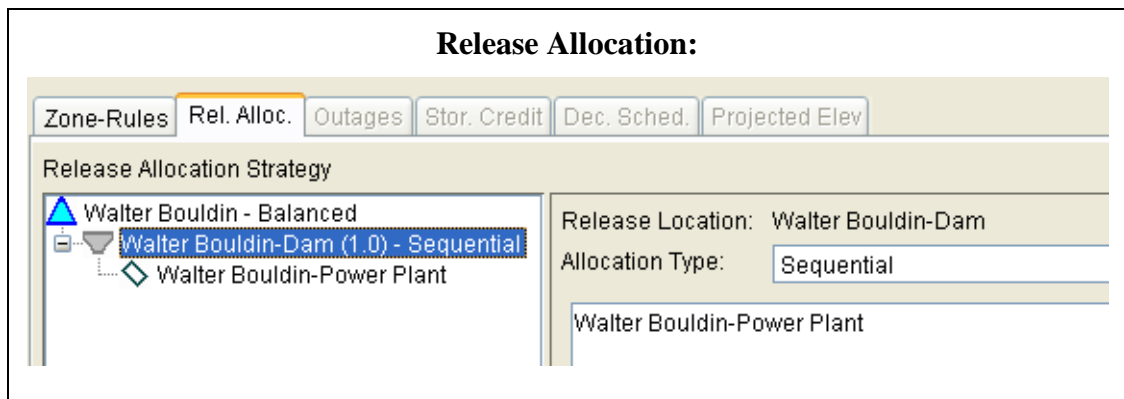 Release Allocation:
Zone-Rules Rel. Alloc. Outages Stor. Credit Dec. Sched. Projected Elev
Release Allocation Strategy
Walter Bouldin - Balanced
Walter Bouldin-Dam (1.0) - Sequential
Walter Bouldin-Power Plant
Release Location: Walter Bouldin-Dam
Allocation Type: Sequential
Walter Bouldin-Power Plant